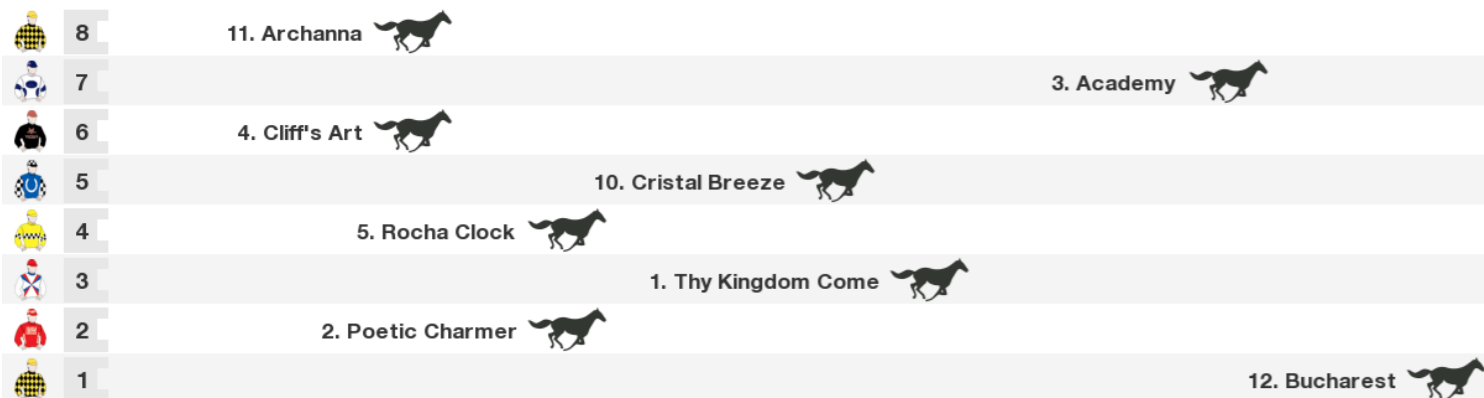 8 11. Archanna
7 3. Academy
6 4. Cliff's Art
5 10. Cristal Breeze
4 5. Rocha Clock
3 1. Thy Kingdom Come
2 2. Poetic Charmer
1 12. Bucharest